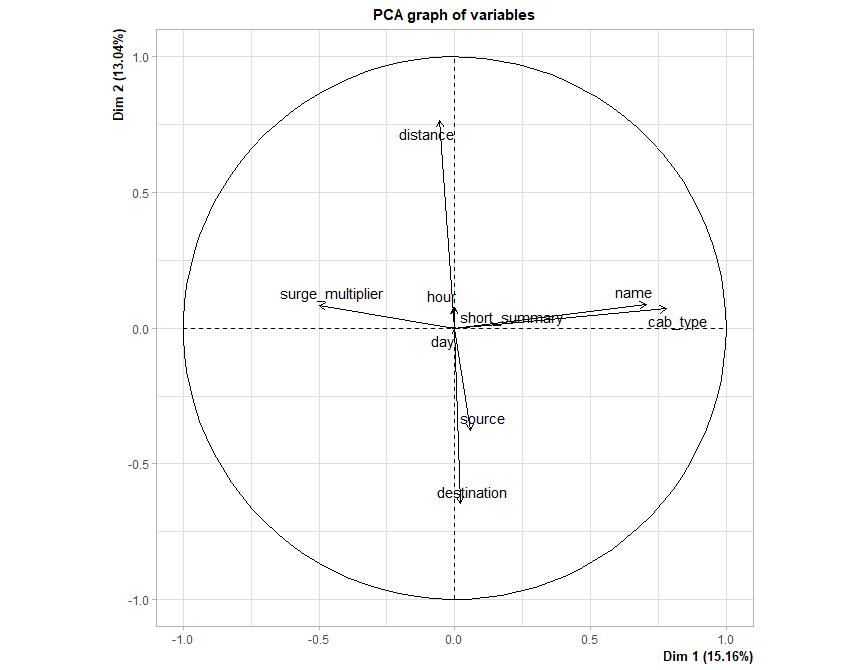 PCA graph of variables
Dim 2 (13.04%)
1.0
distance
0.5
surge_multiplier
name
hour
short_summary
cab_type
0.0
day
source
-0.5
destination
-1.0
-1.0
-0.5
0.0
0.5
1.0
Dim 1 (15.16%)